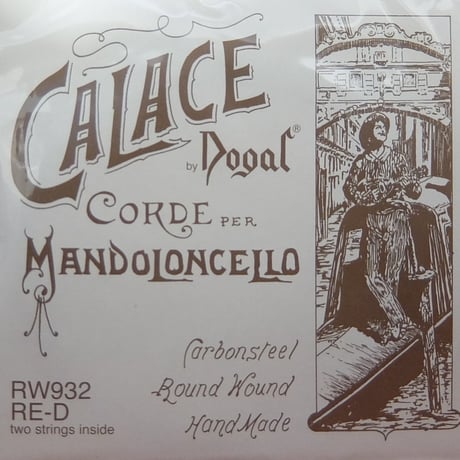 CALACE
by Dogal®
CORDE PER
MANDOLONCELLO
Carbonsteel
Round Wound
HandMade
RW932
RE-D
two strings inside